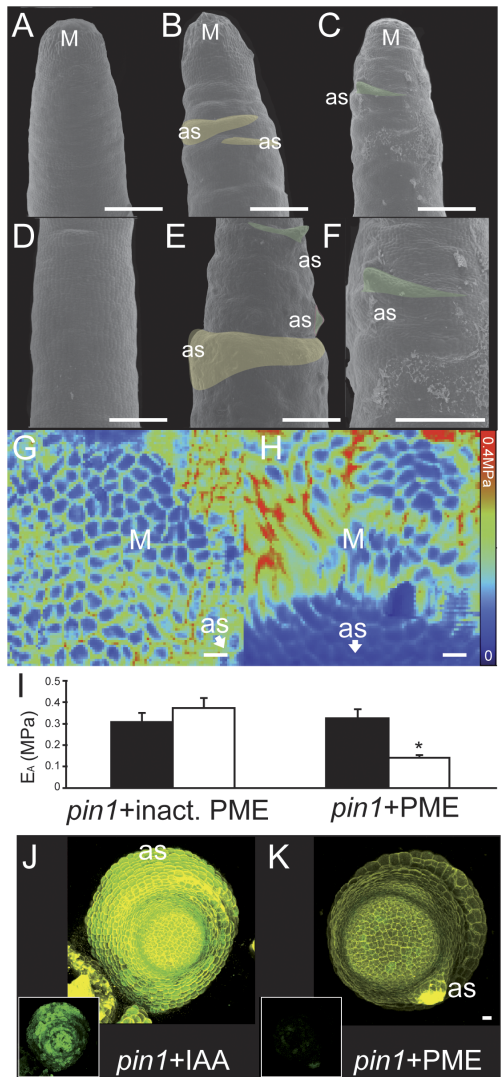 A
M
B
M
as
as
C
M
as
D
E
as
as
as
F
as
G
M
as
H
M
as
0.4MPa
0
I
EA (MPa)
0.5
0.4
0.3
0.2
0.1
0
*
pin1+inact. PME
pin1+PME
J
as
pin1+IAA
K
as
pin1+PME